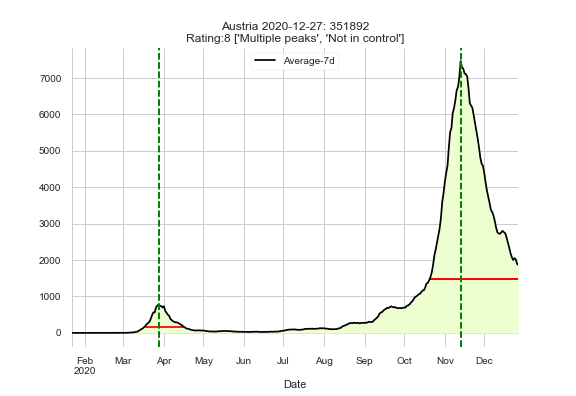 Austria 2020-12-27: 351892
Rating:8 ['Multiple peaks', 'Not in control']
Average-7d
7000
6000
5000
4000
3000
2000
1000
0
Feb Mar Apr May Jun Jul Aug Sep Oct Nov Dec
2020
Date